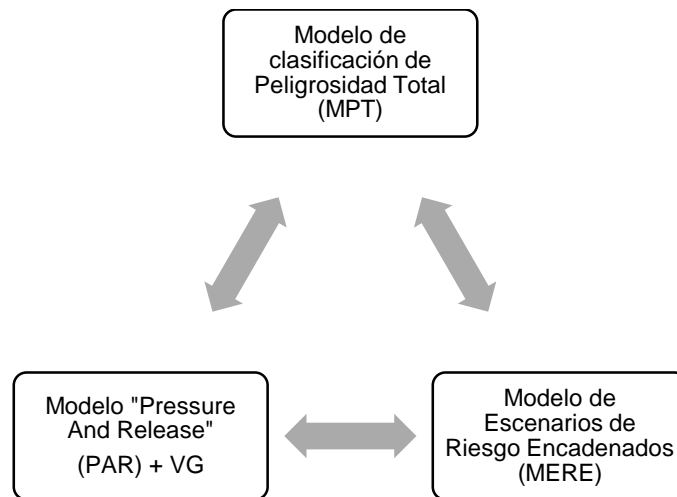 Modelo de
clasificación de
Peligrosidad Total
(MPT)
Modelo "Pressure
And Release"
(PAR) + VG
Modelo de
Escenarios de
Riesgo Encadenados
(MERE)